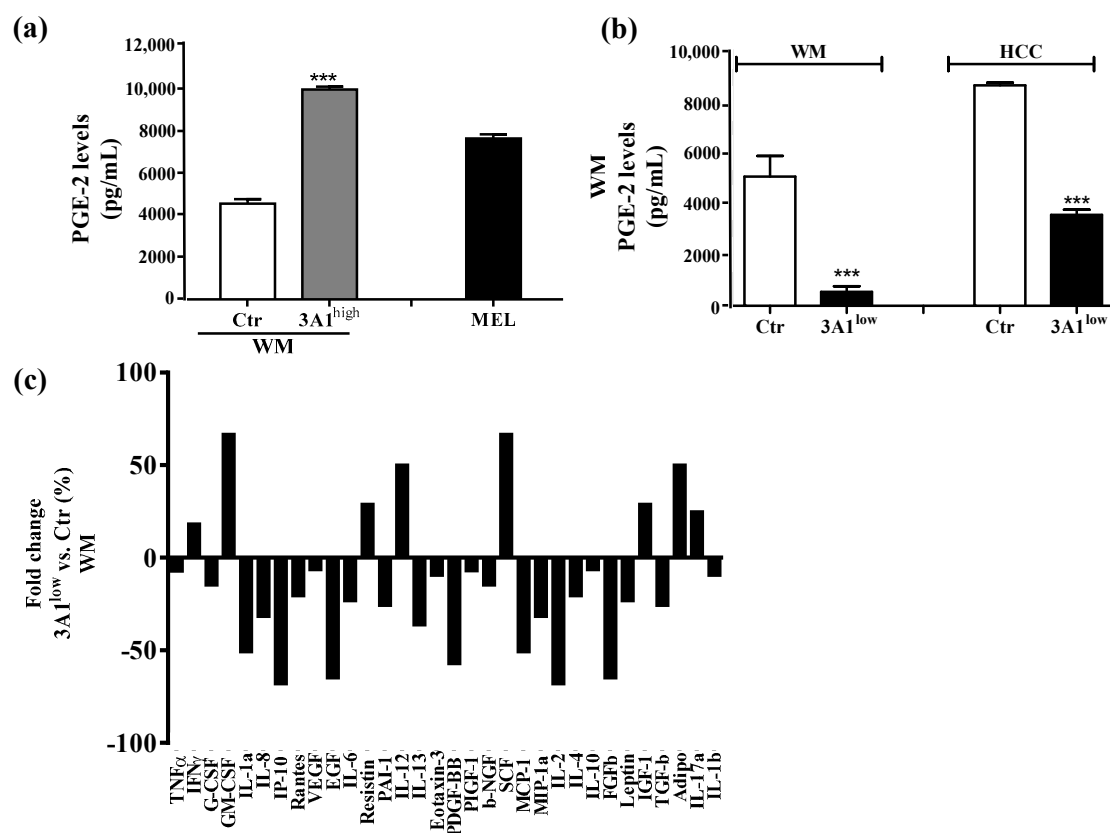 (a)
12,000
10,000
8000
6000
4000
2000
0
PGE-2 levels
(pg/mL)
***
Ctr
3A1high
MEL
WM
(b)
10,000
8000
6000
4000
2000
0
WM
PGE-2 levels
(pg/mL)
WM
HCC
***
***
Ctr
3A1low
Ctr
3A1low
(c)
100
50
0
-50
-100
Fold change
3A1low vs. Ctr (%)
WM
TNFα
IFNγ
G-CSF
GM-CSF
IL-1a
IL-8
IP-10
Rantes
VEGF
EGF
IL-6
Resistin
PAI-1
IL-12
IL-13
Eotaxin-3
PDGF-BB
PIGF-1
b-NGF
SCF
MCP-1
MIP-1a
IL-2
IL-4
IL-10
FGFb
Leptin
IGF-1
TGF-b
Adipo
IL-17a
IL-1b